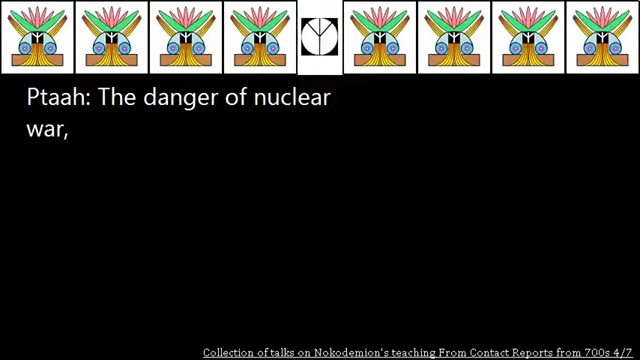 Ptaah: The danger of nuclear
war,
Collection of talks on Nokodemion's teaching From Contact Reports from 700s 4/7